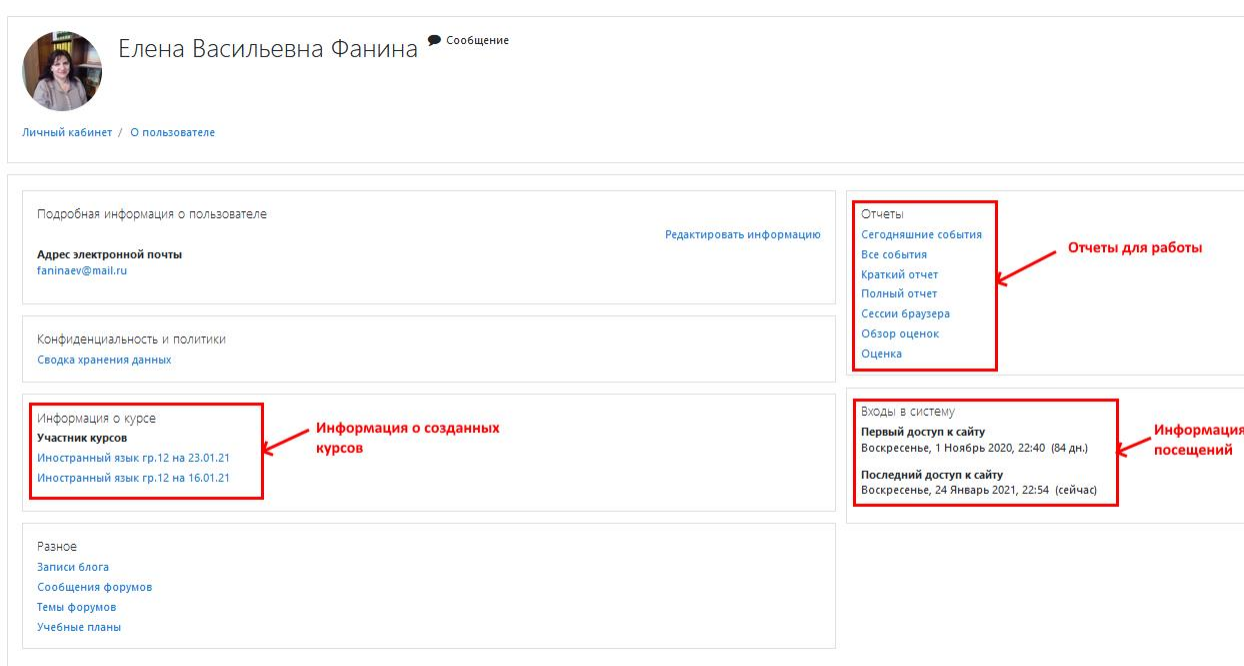 Елена Васильевна Фанина
Сообщение
Личный кабинет / О пользователе
Подробная информация о пользователе
Редактировать информацию
Адрес электронной почты
faninaev@mail.ru
Конфиденциальность и политики
Сводка хранения данных
Информация о курсе
Участник курсов
Иностранный язык гр.12 на 23.01.21
Иностранный язык гр.12 на 16.01.21
Информация о созданных
курсов
Разное
Записи блога
Сообщения форумов
Темы форумов
Учебные планы
Отчеты
Сегодняшние события
Все события
Краткий отчет
Полный отчет
Сессии браузера
Обзор оценок
Оценка
Отчеты для работы
Входы в систему
Первый доступ к сайту
Воскресенье, 1 Ноябрь 2020, 22:40 (84 дн.)
Последний доступ к сайту
Воскресенье, 24 Январь 2021, 22:54 (сейчас)
Информация
посещений